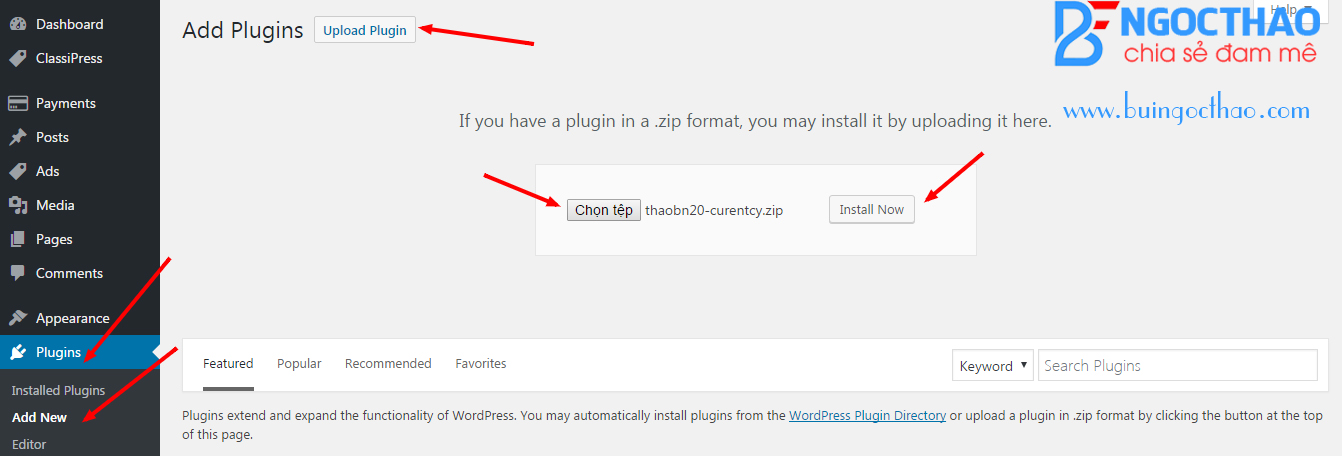 Dashboard
ClassiPress
Payments
Posts
Ads
Media
Pages
Comments
Appearance
Plugins
Installed Plugins
Add New
Editor
Add Plugins
Upload Plugin
Help ▼
NGOCTHAO
chia sẻ đam mê
www.buingocthao.com
If you have a plugin in a .zip format, you may install it by uploading it here.
Chọn tệp thaobn20-curentcy.zip Install Now
Featured Popular Recommended Favorites Keyword ▼ Search Plugins
Plugins extend and expand the functionality of WordPress. You may automatically install plugins from the WordPress Plugin Directory or upload a plugin in .zip format by clicking the button at the top
of this page.